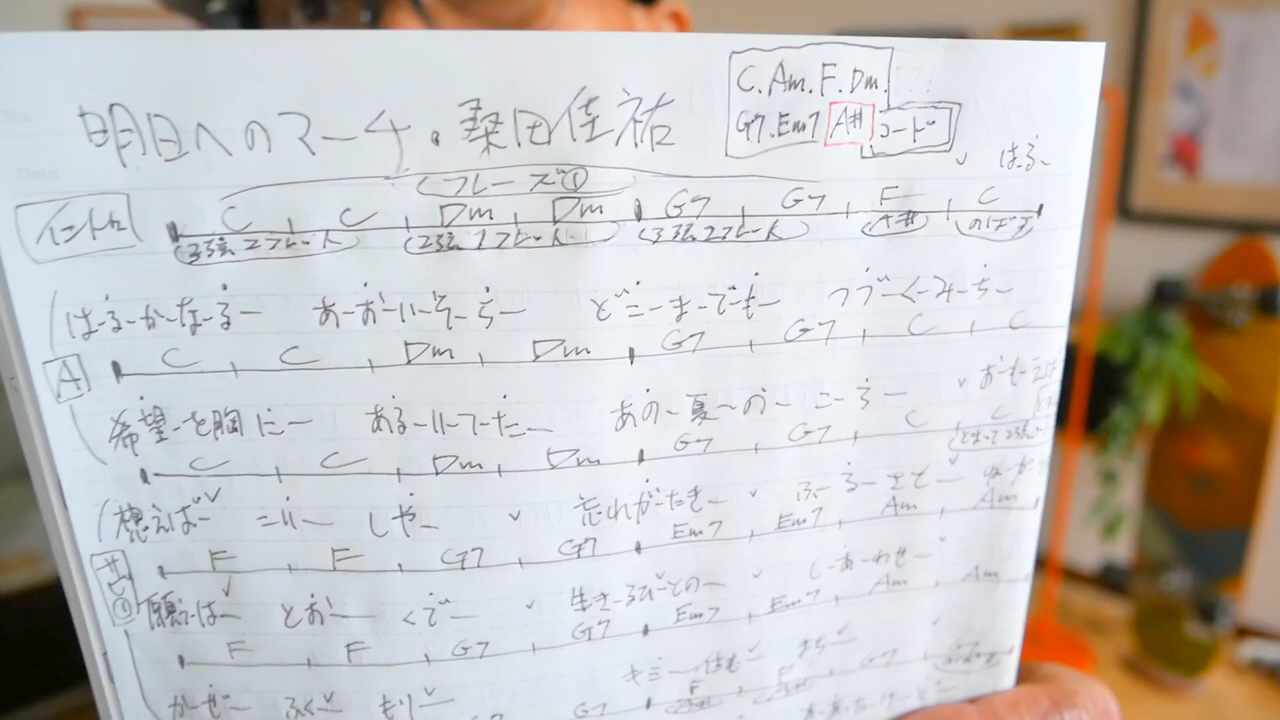 C. Am. F. Dm.
明日へのマーチ. 桑田佳祐
G7. Em7 A# コード
フレーズ① はるー
イントロ C C Dm Dm G7 G7 F C
3弦2フレット 2弦1フレット 3弦2フレット A# のばす
はーるーかーなーるー あーおーいーそーらー どこーまーでーもー つづーくーみーちー
A C C Dm Dm G7 G7 C C
希望ーを胸にー あるーいーてーたー あのー夏ーのー ころー おーもーえば
C C Dm Dm G7 G7 C C
想えばー こいー しやー 忘れがたきー ふーるーさとー
サビ① F F G7 G7 Em7 Em7 Am Am
願えばー とおー くでー 生きーるひとのー しーあーわせー
F F G7 G7 Em7 Em7 Am Am
かーぜー ふくー もりー キミー住む まちー
G7 F G7
A#